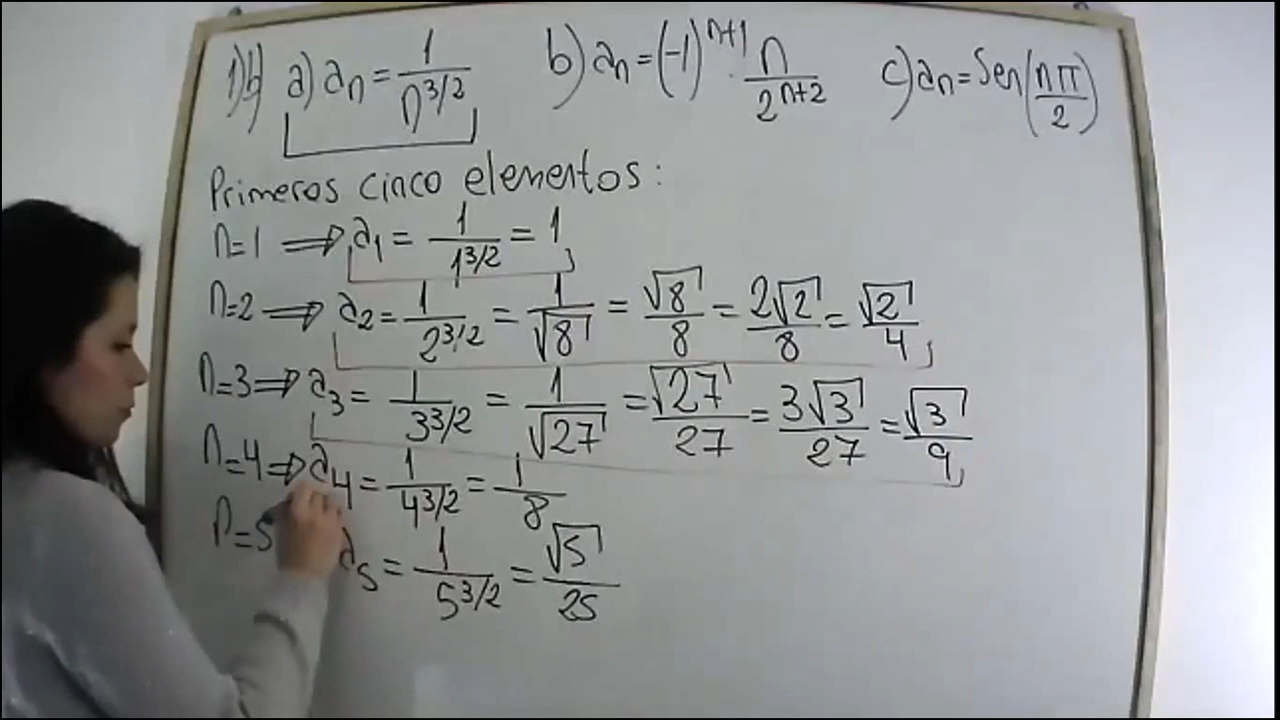 1)b) a) an = 1/n^(3/2) b) an = (-1)^(n+1) · n/2^(n+2) c) an = Sen(nπ/2)
Primeros cinco elementos:
n=1 ⇒ a1 = 1/1^(3/2) = 1
n=2 ⇒ a2 = 1/2^(3/2) = 1/√8 = √8/8 = 2√2/8 = √2/4
n=3 ⇒ a3 = 1/3^(3/2) = 1/√27 = √27/27 = 3√3/27 = √3/9
n=4 ⇒ a4 = 1/4^(3/2) = 1/8
n=5 a5 = 1/5^(3/2) = √5/25